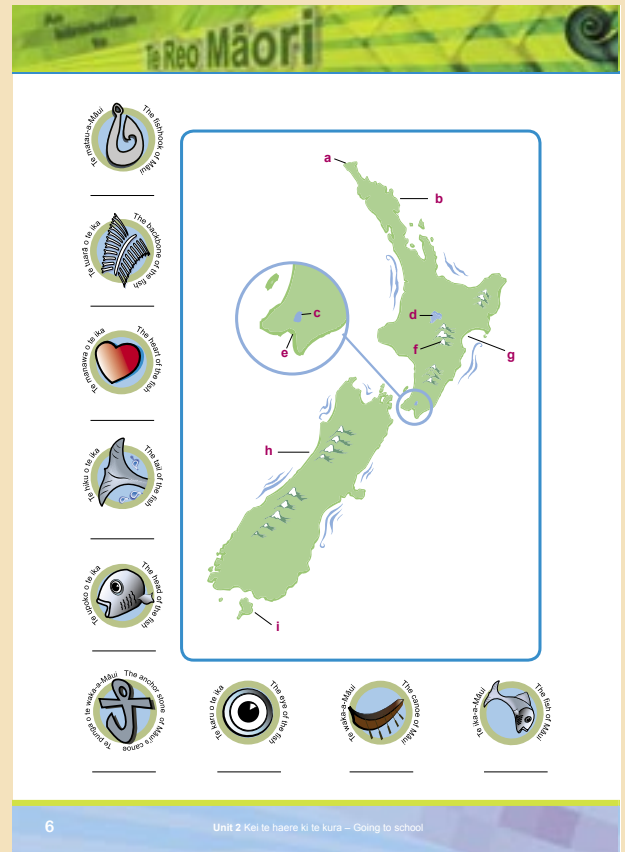 An
Introduction
to
Te Reo Māori
Te matau-a-Māui
The fishhook of Māui
Te tuarā o te ika
The backbone of the fish
Te manawa o te ika
The heart of the fish
Te hiku o te ika
The tail of the fish
Te upoko o te ika
The head of the fish
Te punga o te waka-a-Māui
The anchor stone of Māui's canoe
Te karu o te ika
The eye of the fish
Te waka-a-Māui
The canoe of Māui
Te ika-a-Māui
The fish of Māui
a
b
c
d
e
f
g
h
i
6
Unit 2 Kei te haere ki te kura – Going to school